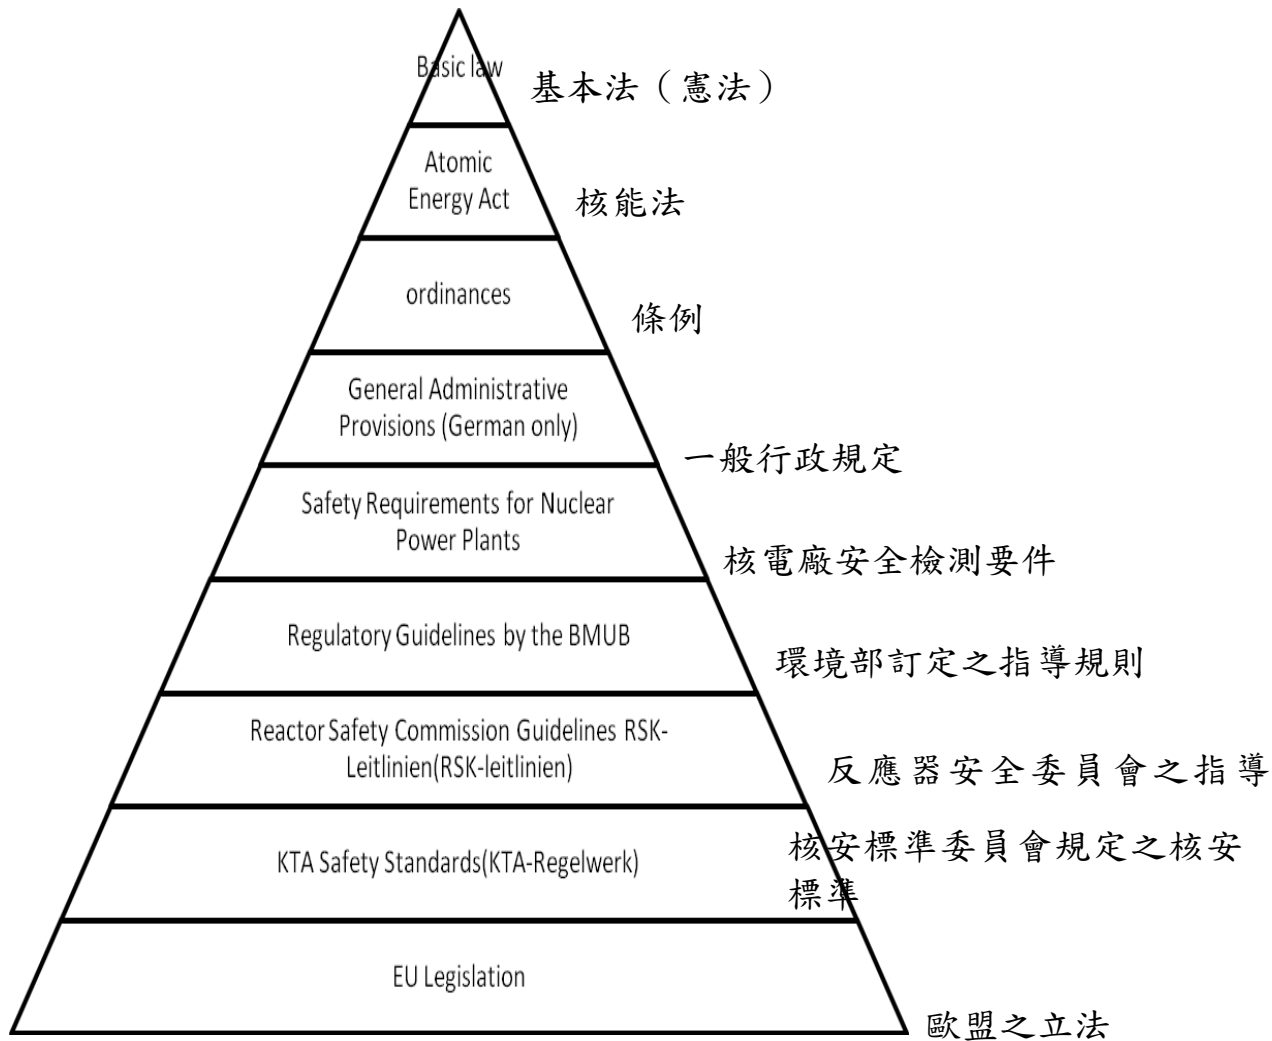 Basic law
基本法（憲法）
Atomic
Energy Act
核能法
ordinances
條例
General Administrative
Provisions (German only)
一般行政規定
Safety Requirements for Nuclear
Power Plants
核電廠安全檢測要件
Regulatory Guidelines by the BMUB
環境部訂定之指導規則
Reactor Safety Commission Guidelines RSK-
Leitlinien(RSK-leitlinien)
反應器安全委員會之指導
KTA Safety Standards(KTA-Regelwerk)
核安標準委員會規定之核安
標準
EU Legislation
歐盟之立法